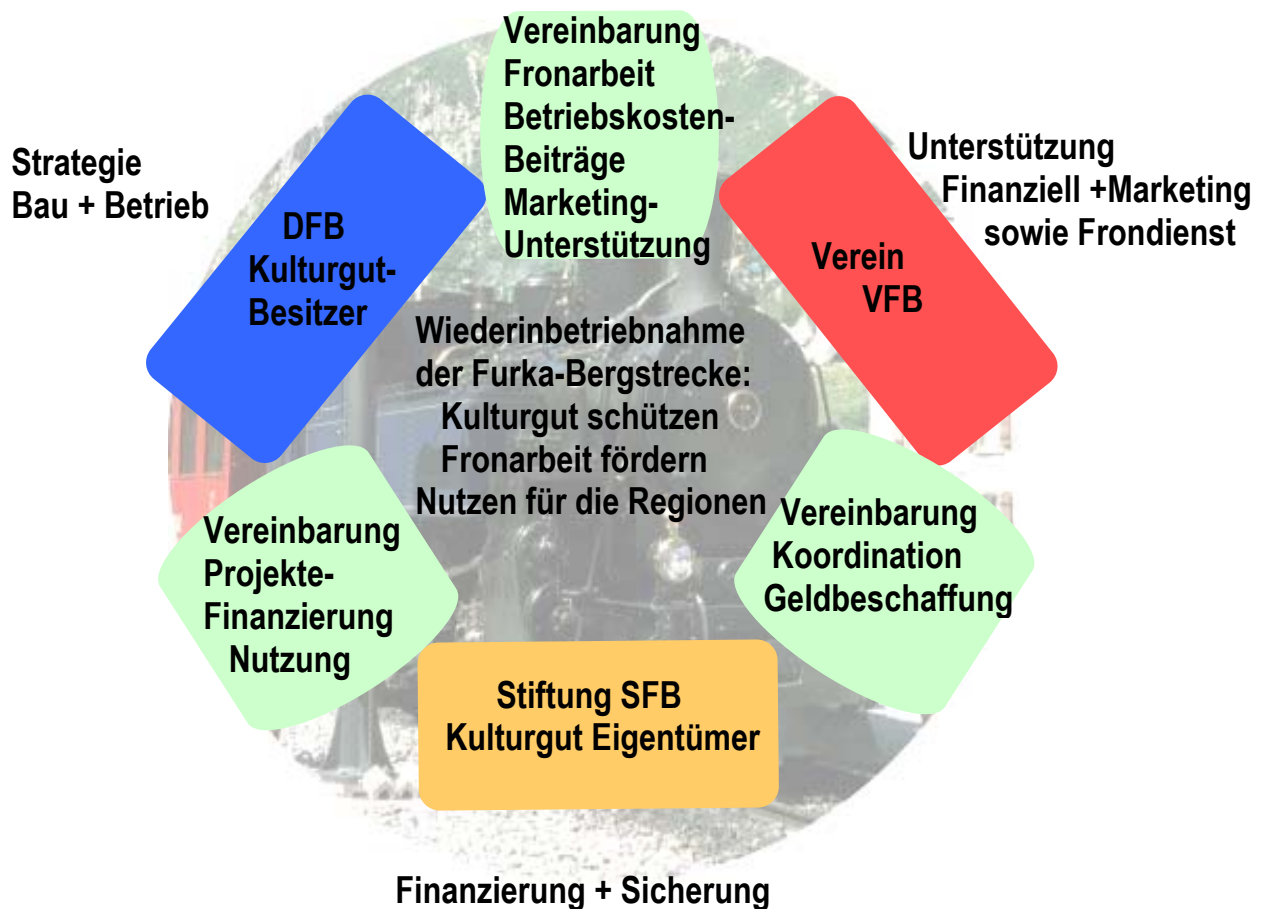 Vereinbarung
Fronarbeit
Betriebskosten-
Beiträge
Marketing-
Unterstützung
Strategie
Bau + Betrieb
DFB
Kulturgut-
Besitzer
Unterstützung
Finanziell +Marketing
sowie Frondienst
Verein
VFB
Wiederinbetriebnahme
der Furka-Bergstrecke:
Kulturgut schützen
Fronarbeit fördern
Nutzen für die Regionen
Vereinbarung
Projekte-
Finanzierung
Nutzung
Vereinbarung
Koordination
Geldbeschaffung
Stiftung SFB
Kulturgut Eigentümer
Finanzierung + Sicherung